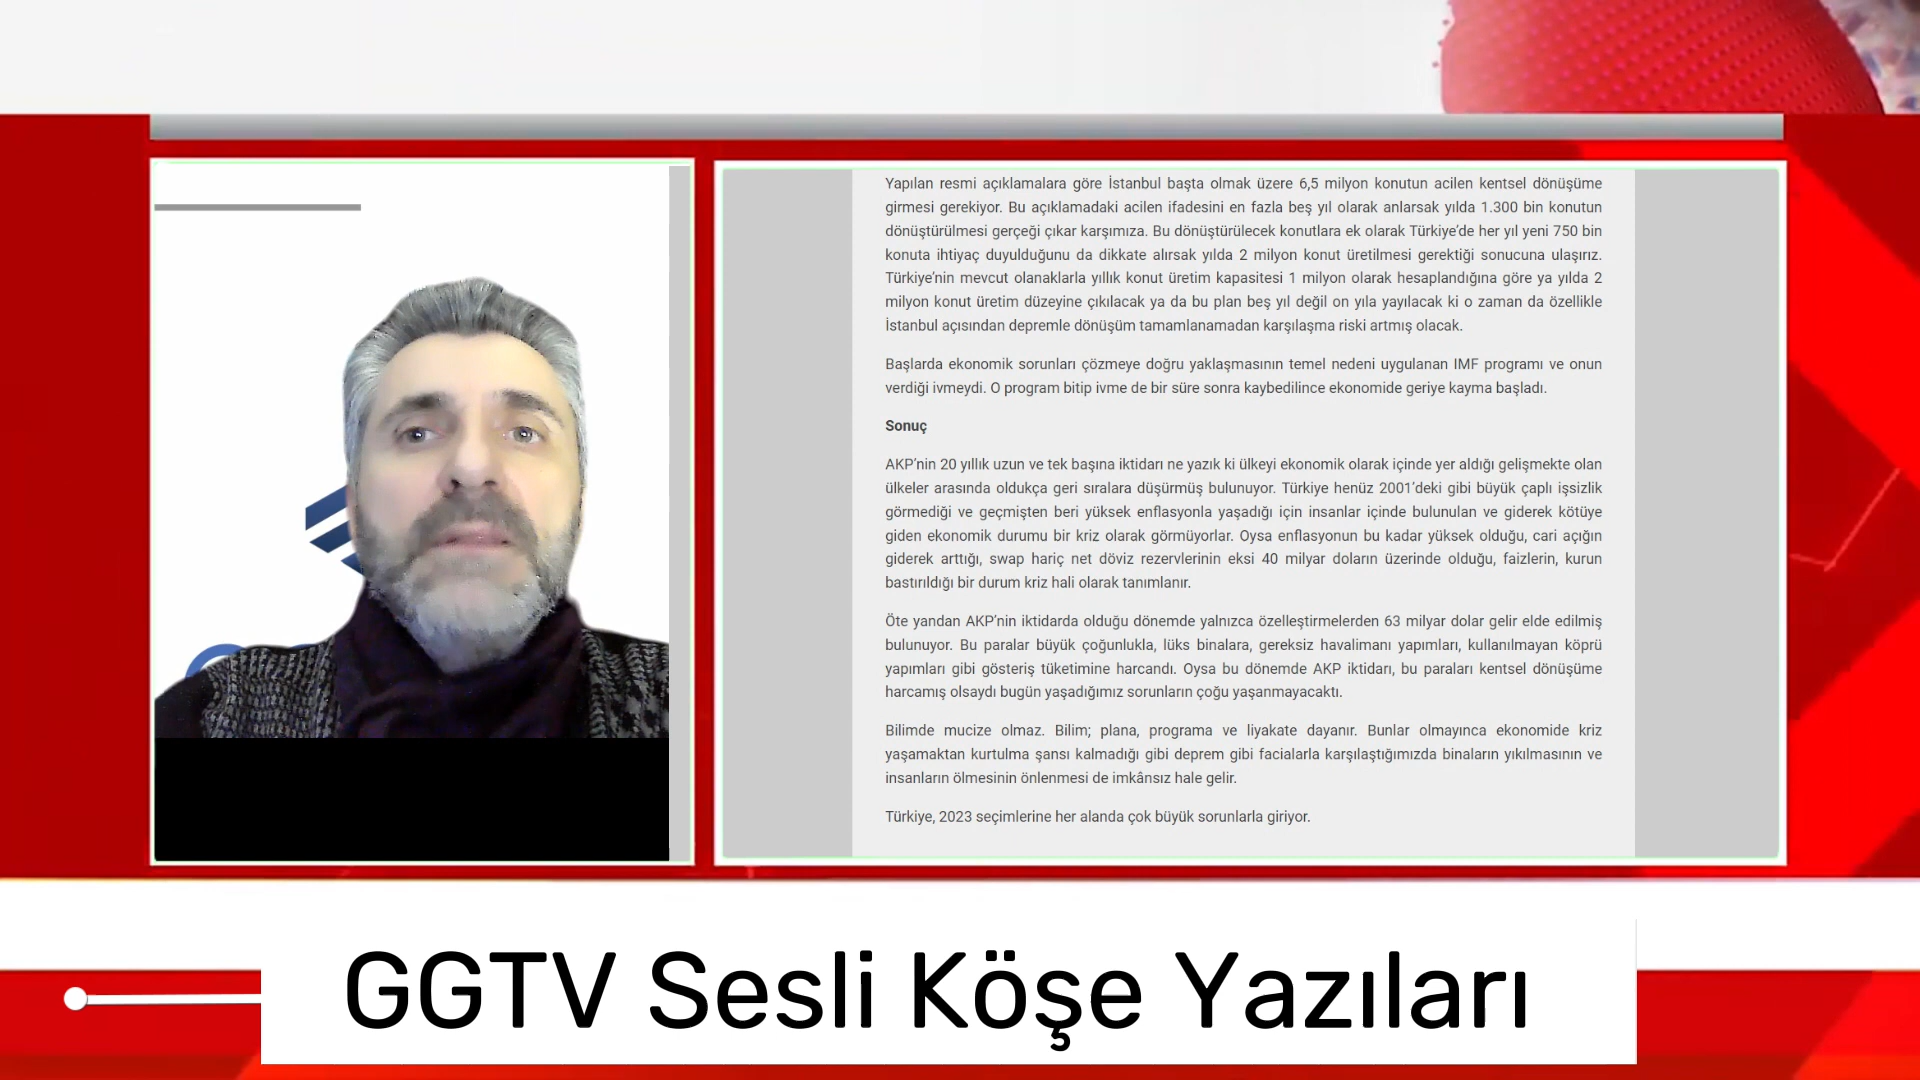 Yapılan resmi açıklamalara göre İstanbul başta olmak üzere 6,5 milyon konutun acilen kentsel dönüşüme
girmesi gerekiyor. Bu açıklamadaki acilen ifadesini en fazla beş yıl olarak anlarsak yılda 1.300 bin konutun
dönüştürülmesi gerçeği çıkar karşımıza. Bu dönüştürülecek konutlara ek olarak Türkiye’de her yıl yeni 750 bin
konuta ihtiyaç duyulduğunu da dikkate alırsak yılda 2 milyon konut üretilmesi gerektiği sonucuna ulaşırız.
Türkiye’nin mevcut olanaklarla yıllık konut üretim kapasitesi 1 milyon olarak hesaplandığına göre ya yılda 2
milyon konut üretim düzeyine çıkılacak ya da bu plan beş yıl değil on yıla yayılacak ki o zaman da özellikle
İstanbul açısından depremle dönüşüm tamamlanamadan karşılaşma riski artmış olacak.
Başlarda ekonomik sorunları çözmeye doğru yaklaşmasının temel nedeni uygulanan IMF programı ve onun
verdiği ivmeydi. O program bitip ivme de bir süre sonra kaybedilince ekonomide geriye kayma başladı.
Sonuç
AKP’nin 20 yıllık uzun ve tek başına iktidarı ne yazık ki ülkeyi ekonomik olarak içinde yer aldığı gelişmekte olan
ülkeler arasında oldukça geri sıralara düşürmüş bulunuyor. Türkiye henüz 2001’deki gibi büyük çaplı işsizlik
görmediği ve geçmişten beri yüksek enflasyonla yaşadığı için insanlar içinde bulunulan ve giderek kötüye
giden ekonomik durumu bir kriz olarak görmüyorlar. Oysa enflasyonun bu kadar yüksek olduğu, cari açığın
giderek arttığı, swap hariç net döviz rezervlerinin eksi 40 milyar doların üzerinde olduğu, faizlerin, kurun
bastırıldığı bir durum kriz hali olarak tanımlanır.
Öte yandan AKP’nin iktidarda olduğu dönemde yalnızca özelleştirmelerden 63 milyar dolar gelir elde edilmiş
bulunuyor. Bu paralar büyük çoğunlukla, lüks binalara, gereksiz havalimanı yapımları, kullanılmayan köprü
yapımları gibi gösteriş tüketimine harcandı. Oysa bu dönemde AKP iktidarı, bu paraları kentsel dönüşüme
harcamış olsaydı bugün yaşadığımız sorunların çoğu yaşanmayacaktı.
Bilimde mucize olmaz. Bilim; plana, programa ve liyakate dayanır. Bunlar olmayınca ekonomide kriz
yaşamaktan kurtulma şansı kalmadığı gibi deprem gibi facialarla karşılaştığımızda binaların yıkılmasının ve
insanların ölmesinin önlenmesi de imkânsız hale gelir.
Türkiye, 2023 seçimlerine her alanda çok büyük sorunlarla giriyor.
GGTV Sesli Köşe Yazıları